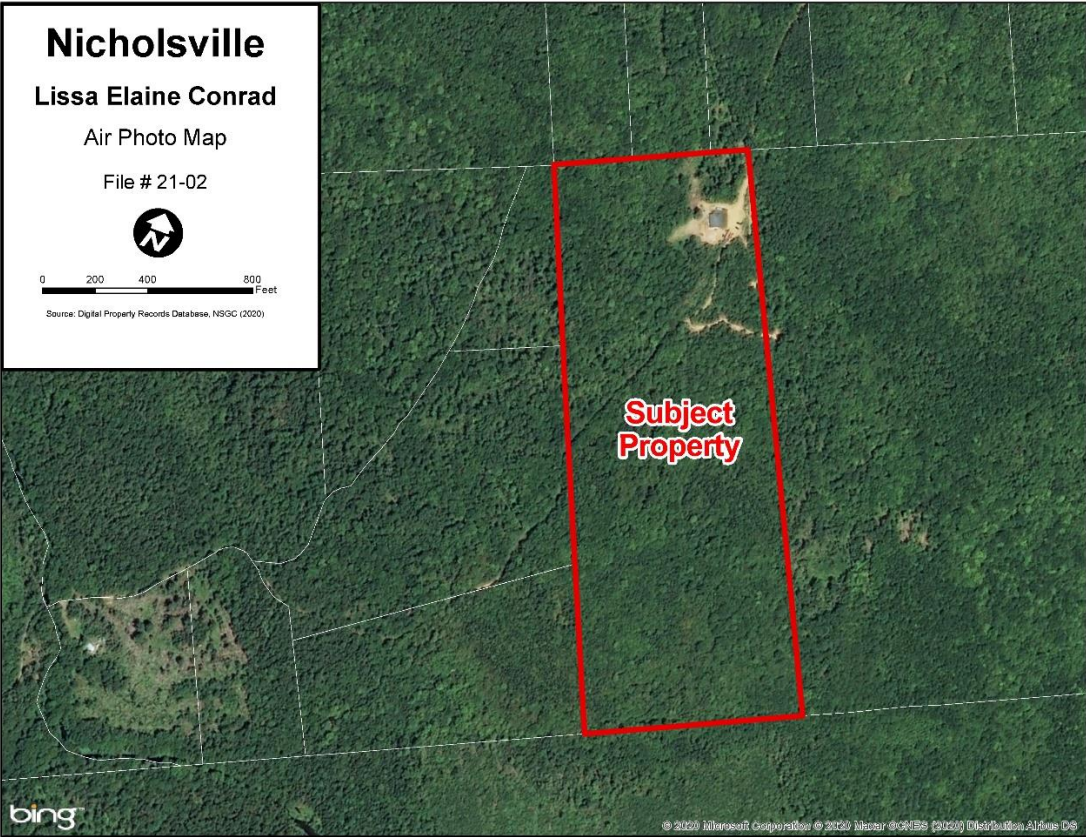 Nicholsville
Lissa Elaine Conrad
Air Photo Map
File # 21-02
N
0 200 400 800
Feet
Source: Digital Property Records Database, NSGC (2020)
Subject
Property
bing™
© 2020 Microsoft Corporation © 2020 Maxar ©CNES (2020) Distribution Airbus DS